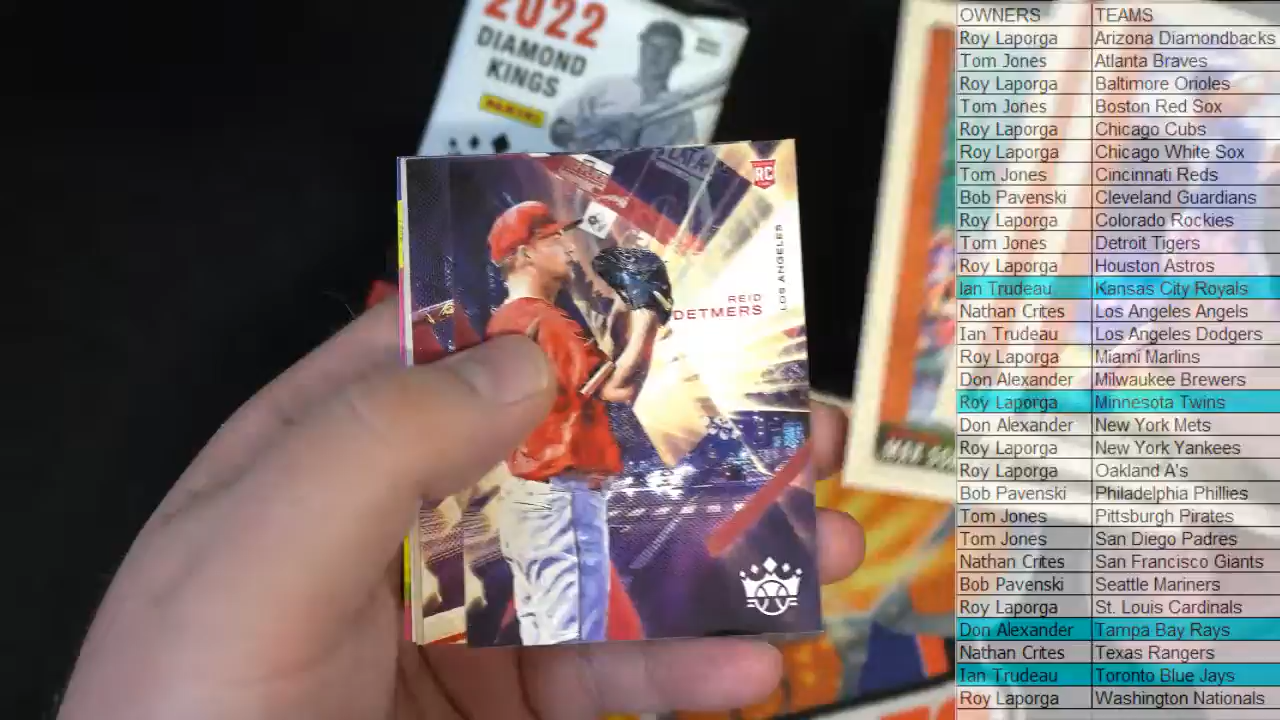 2022
DIAMOND
KINGS
PANINI
RC
LOS ANGELES
REID
DETMERS
MAX
OWNERS TEAMS
Roy Laporga Arizona Diamondbacks
Tom Jones Atlanta Braves
Roy Laporga Baltimore Orioles
Tom Jones Boston Red Sox
Roy Laporga Chicago Cubs
Roy Laporga Chicago White Sox
Tom Jones Cincinnati Reds
Bob Pavenski Cleveland Guardians
Roy Laporga Colorado Rockies
Tom Jones Detroit Tigers
Roy Laporga Houston Astros
Ian Trudeau Kansas City Royals
Nathan Crites Los Angeles Angels
Ian Trudeau Los Angeles Dodgers
Roy Laporga Miami Marlins
Don Alexander Milwaukee Brewers
Roy Laporga Minnesota Twins
Don Alexander New York Mets
Roy Laporga New York Yankees
Roy Laporga Oakland A's
Bob Pavenski Philadelphia Phillies
Tom Jones Pittsburgh Pirates
Tom Jones San Diego Padres
Nathan Crites San Francisco Giants
Bob Pavenski Seattle Mariners
Roy Laporga St. Louis Cardinals
Don Alexander Tampa Bay Rays
Nathan Crites Texas Rangers
Ian Trudeau Toronto Blue Jays
Roy Laporga Washington Nationals